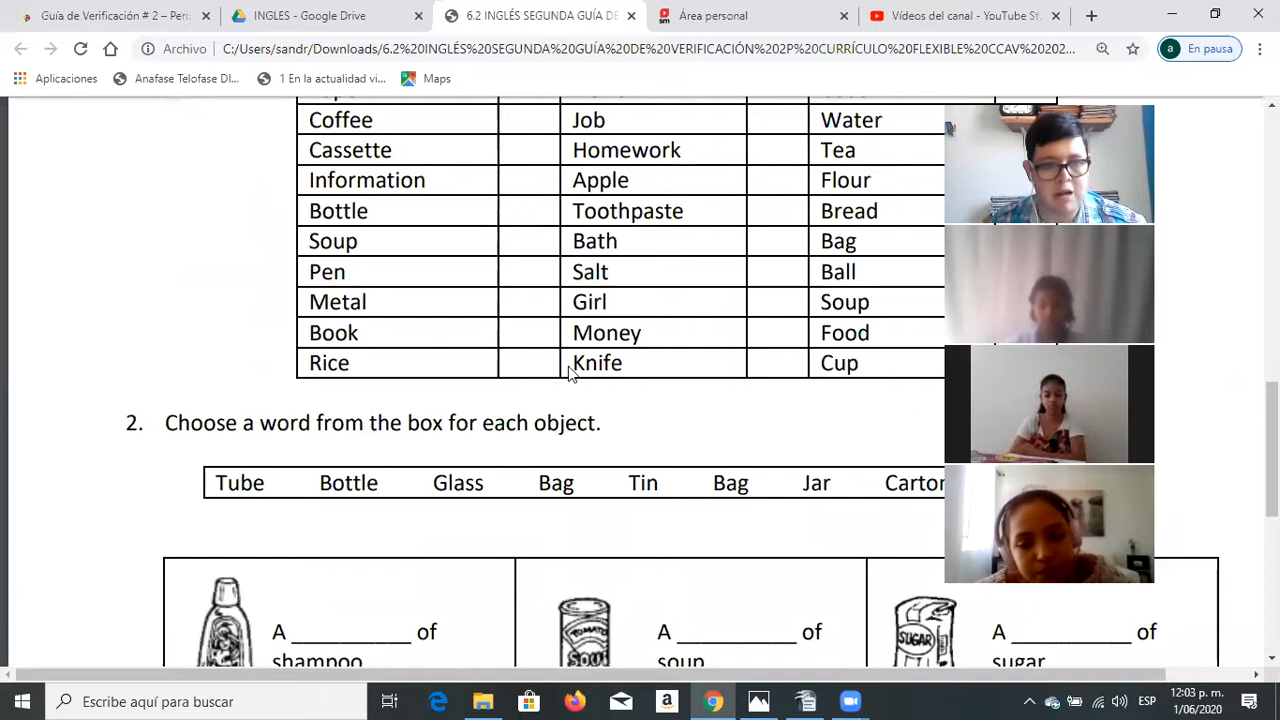 Guía de Verificación # 2 – Peri
INGLES - Google Drive
6.2 INGLÉS SEGUNDA GUÍA DE
Área personal
Vídeos del canal - YouTube St
Archivo
C:/Users/sandr/Downloads/6.2%20INGLÉS%20SEGUNDA%20GUÍA%20DE%20VERIFICACIÓN%202P%20CURRÍCULO%20FLEXIBLE%20CCAV%20202...
a En pausa
Aplicaciones
Anafase Telofase DI...
1 En la actualidad vi...
Maps
Coffee Job Water
Cassette Homework Tea
Information Apple Flour
Bottle Toothpaste Bread
Soup Bath Bag
Pen Salt Ball
Metal Girl Soup
Book Money Food
Rice Knife Cup
2. Choose a word from the box for each object.
Tube Bottle Glass Bag Tin Bag Jar Carton
A __________ of shampoo
TOMATO SOUP
A __________ of soup
SUGAR
A __________ of sugar
Escribe aquí para buscar
ESP
12:03 p. m.
1/06/2020